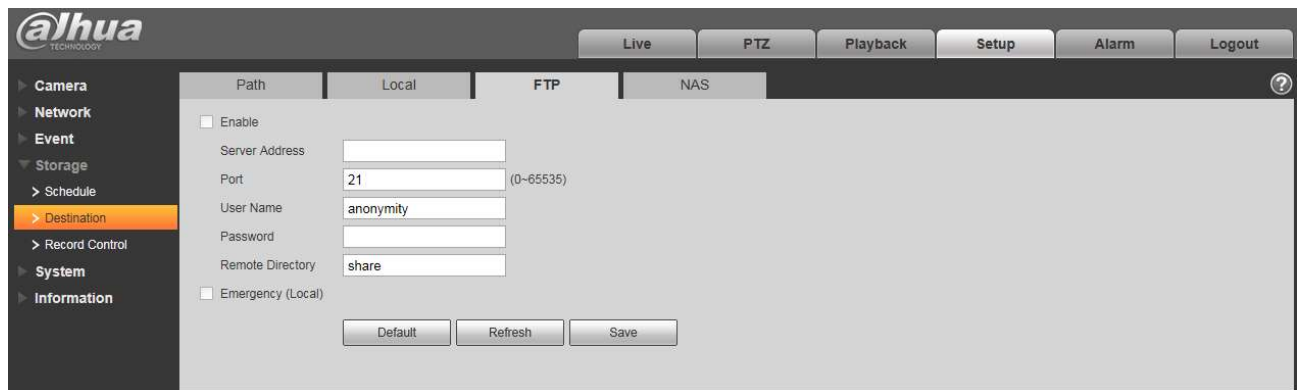 alhua
TECHNOLOGY
Live PTZ Playback Setup Alarm Logout
Camera
Network
Event
Storage
> Schedule
> Destination
> Record Control
System
Information
Path Local FTP NAS
?
Enable
Server Address
Port 21 (0~65535)
User Name anonymity
Password
Remote Directory share
Emergency (Local)
Default Refresh Save